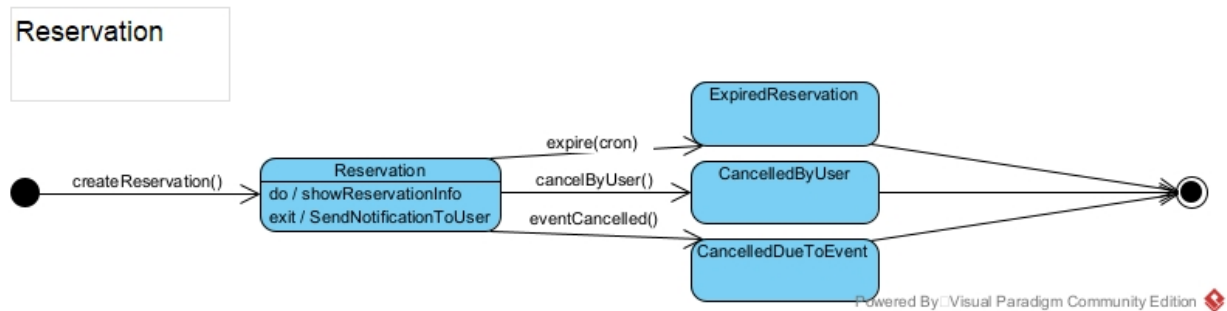 Reservation
createReservation()
Reservation
do / showReservationInfo
exit / SendNotificationToUser
expire(cron)
cancelByUser()
eventCancelled()
ExpiredReservation
CancelledByUser
CancelledDueToEvent
Powered By Visual Paradigm Community Edition